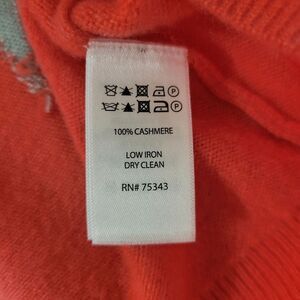 100% CASHMERE
LOW IRON
DRY CLEAN
RN# 75343